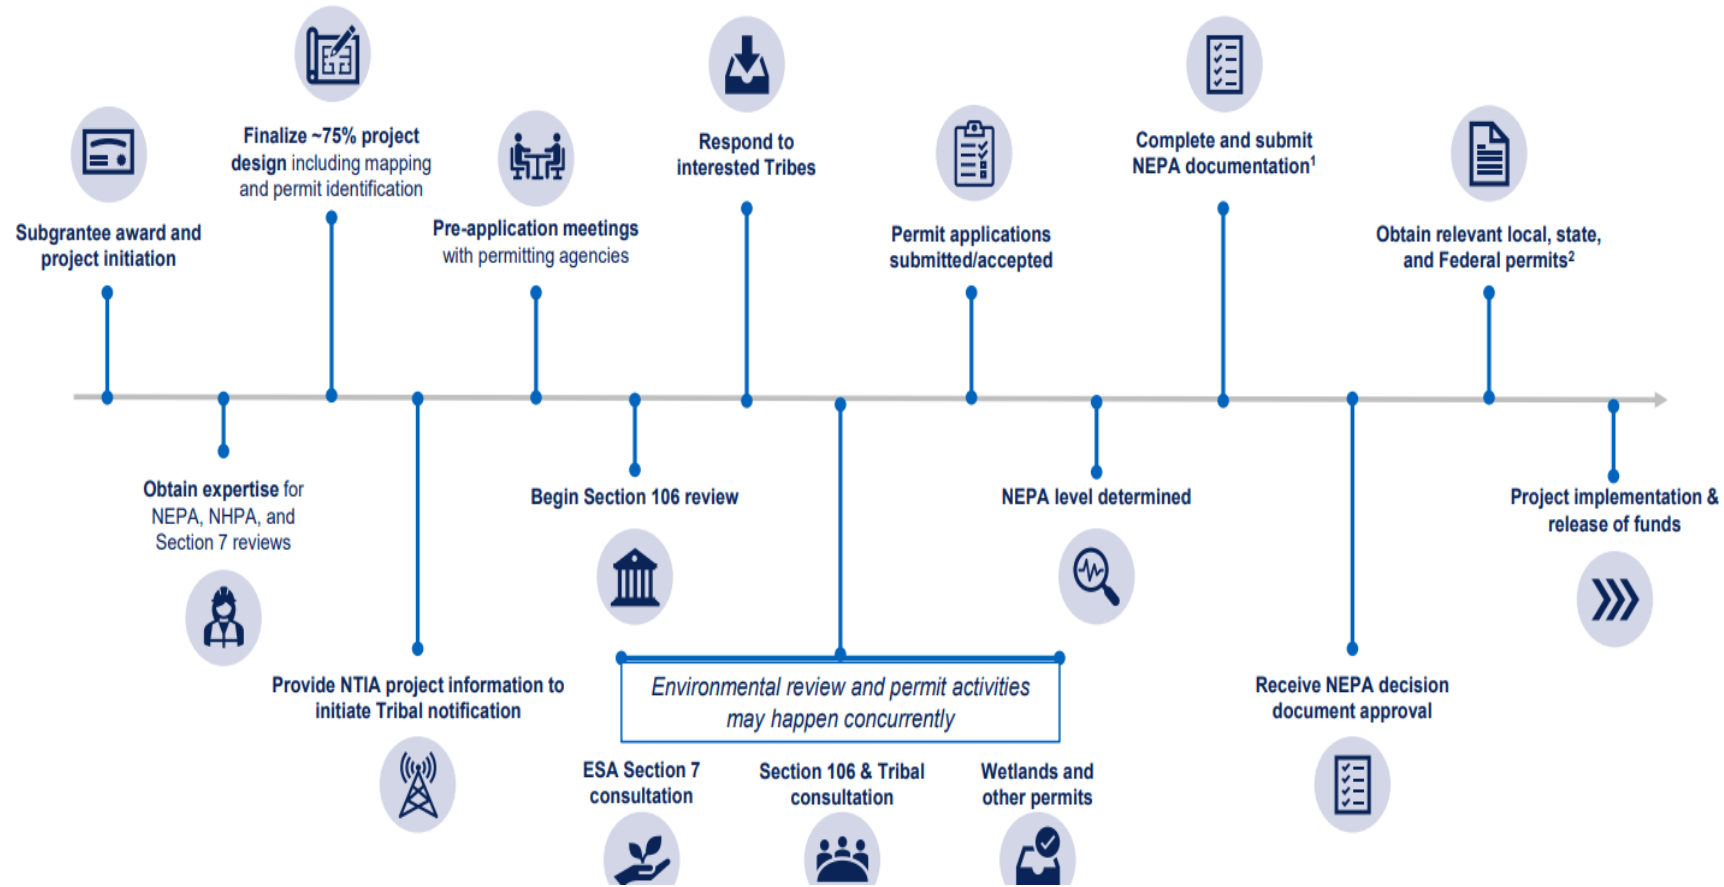 Subgrantee award and
project initiation
Obtain expertise for
NEPA, NHPA, and
Section 7 reviews
Finalize ~75% project
design including mapping
and permit identification
Provide NTIA project information to
initiate Tribal notification
Pre-application meetings
with permitting agencies
Begin Section 106 review
Respond to
interested Tribes
Environmental review and permit activities
may happen concurrently
ESA Section 7
consultation
Section 106 & Tribal
consultation
Wetlands and
other permits
Permit applications
submitted/accepted
NEPA level determined
Complete and submit
NEPA documentation¹
Receive NEPA decision
document approval
Obtain relevant local, state,
and Federal permits²
Project implementation &
release of funds